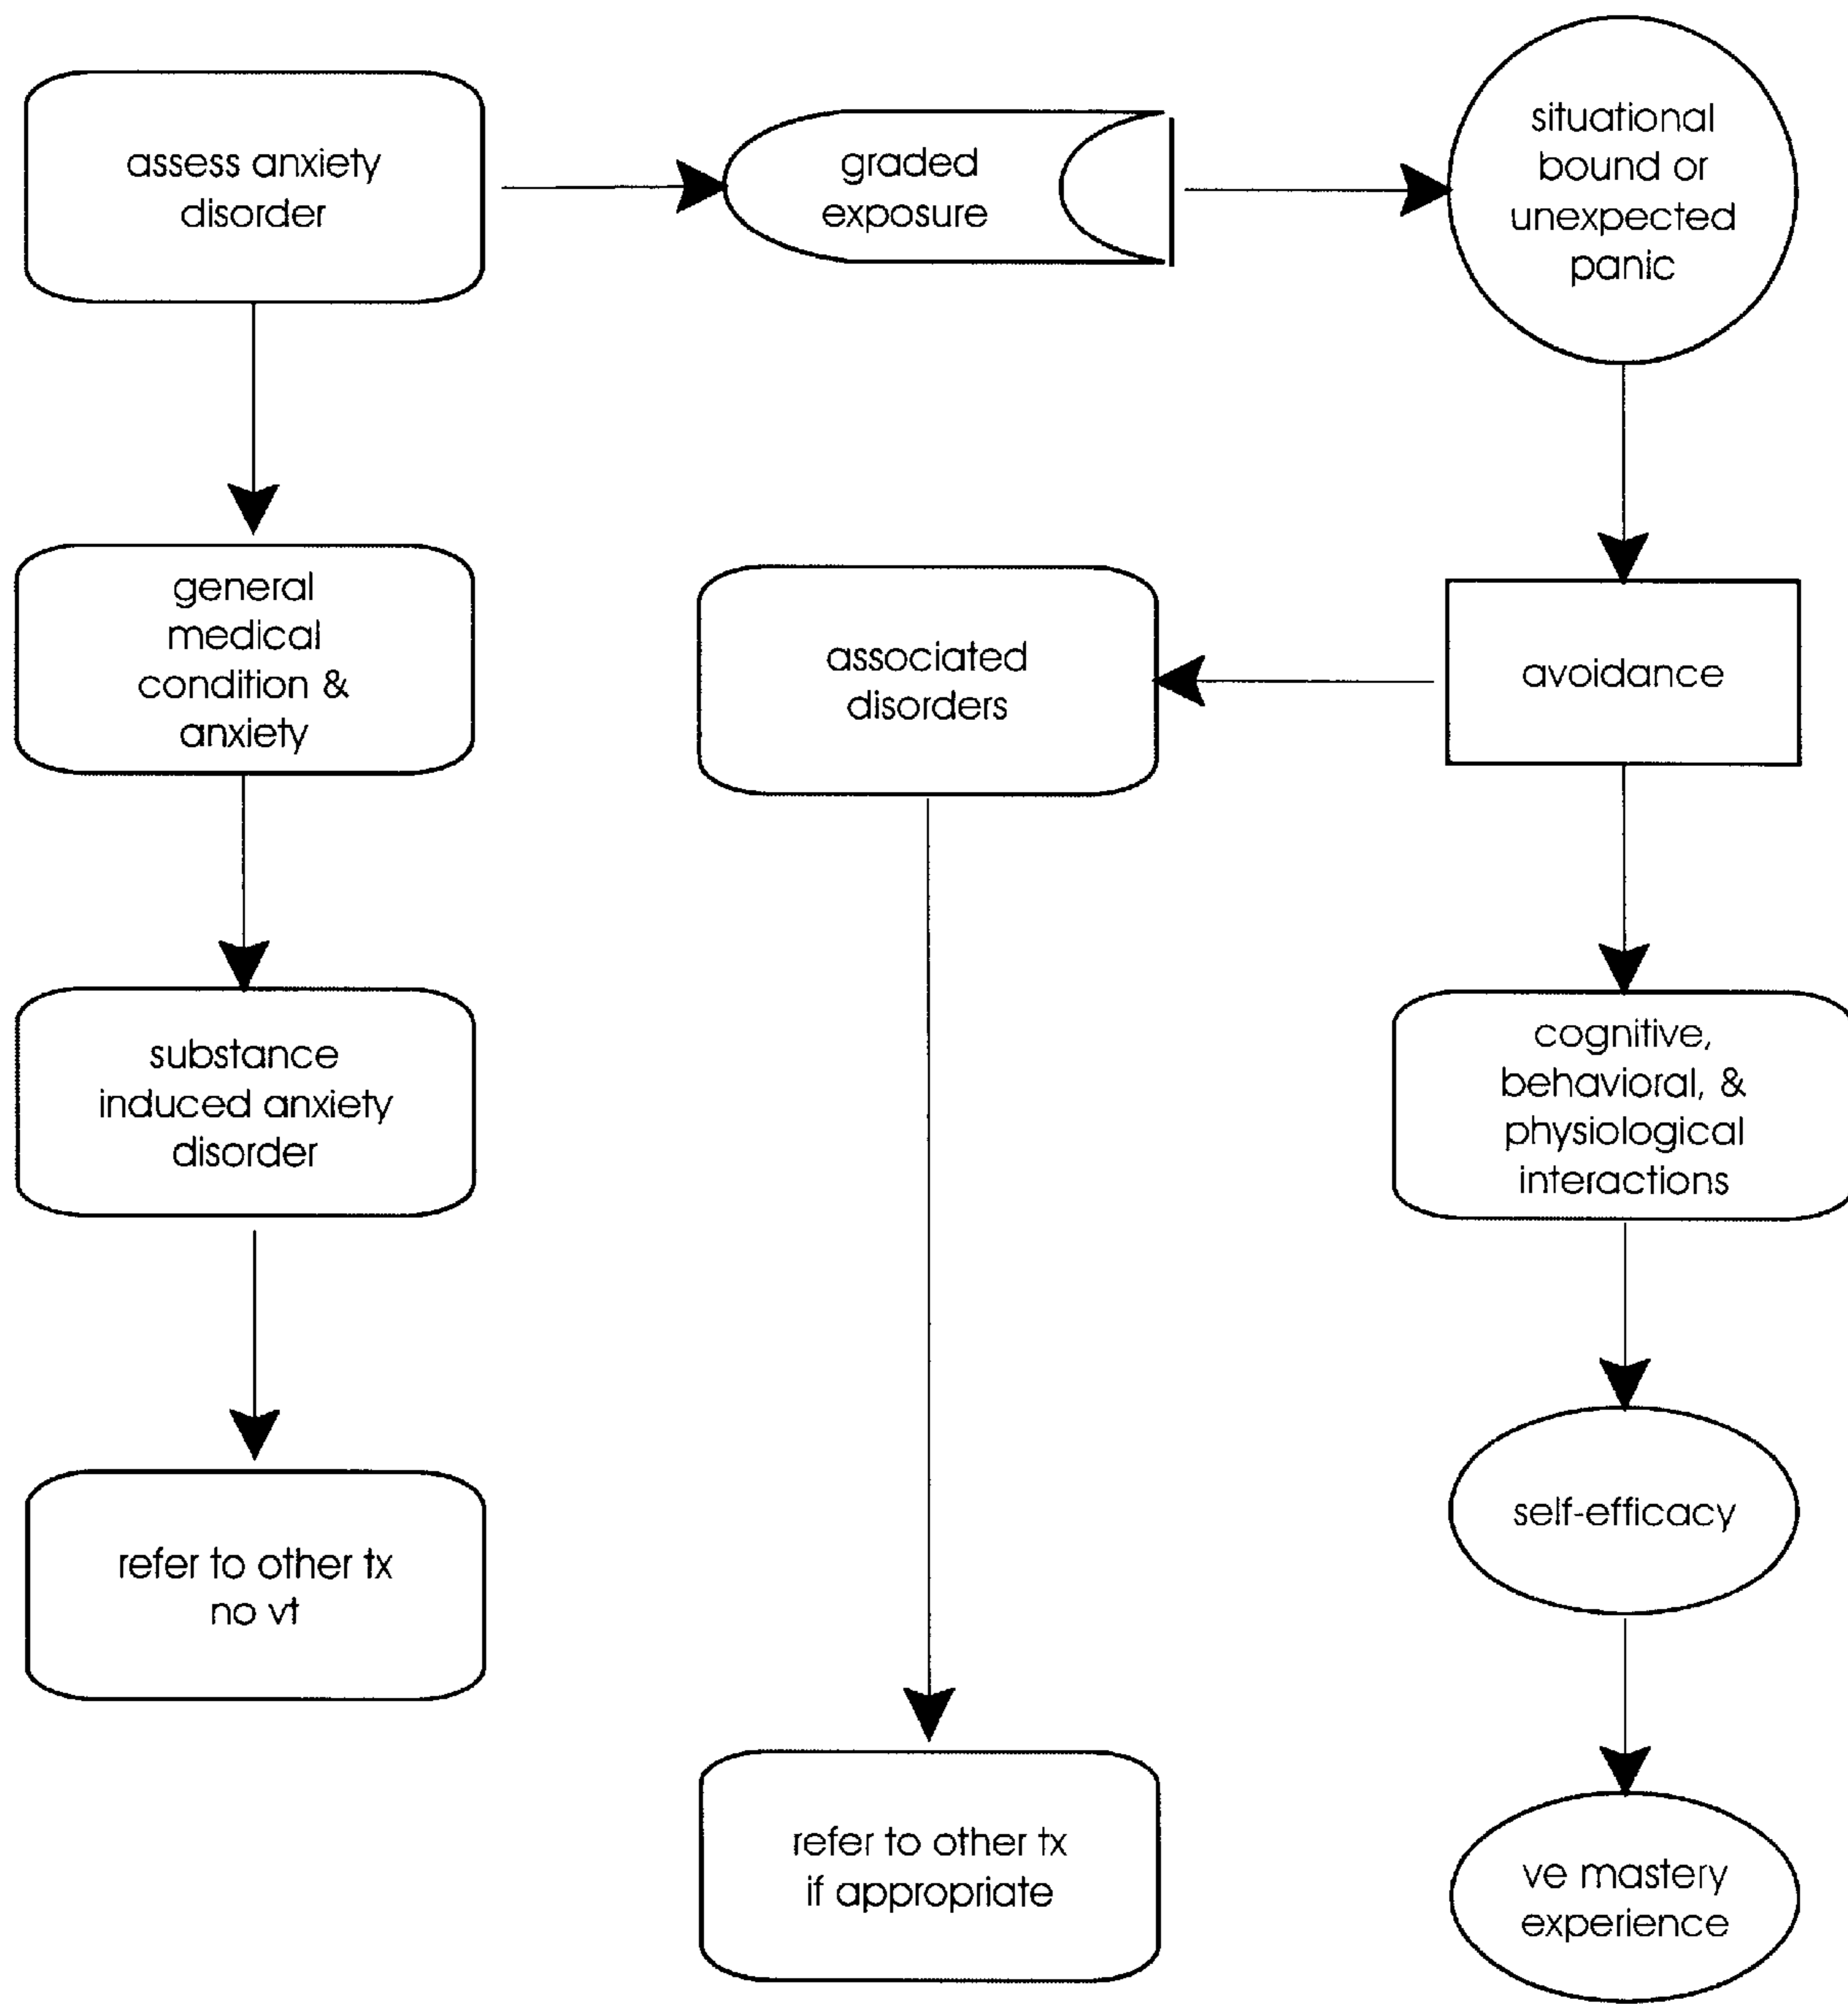 assess anxiety
disorder
graded
exposure
situational
bound or
unexpected
panic
general
medical
condition &
anxiety
associated
disorders
avoidance
substance
induced anxiety
disorder
cognitive,
behavioral, &
physiological
interactions
refer to other tx
no vt
self-efficacy
refer to other tx
if appropriate
ve mastery
experience